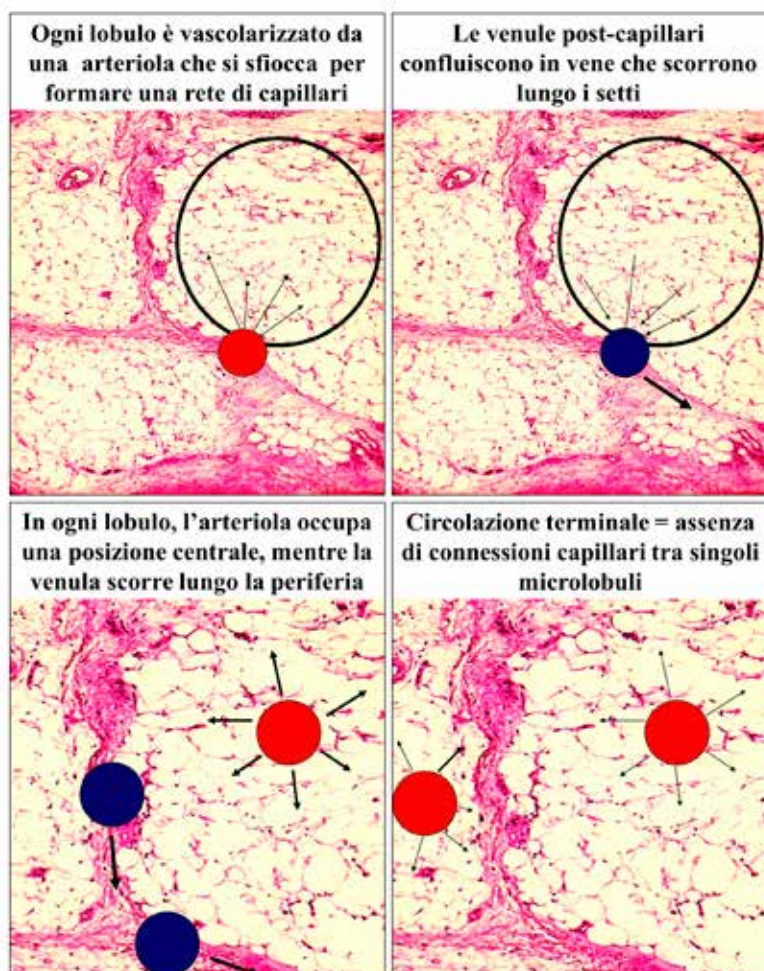 Ogni lobulo è vascolarizzato da
una arteriola che si sfiocca per
formare una rete di capillari
Le venule post-capillari
confluiscono in vene che scorrono
lungo i setti
In ogni lobulo, l'arteriola occupa
una posizione centrale, mentre la
venula scorre lungo la periferia
Circolazione terminale = assenza
di connessioni capillari tra singoli
microlobuli